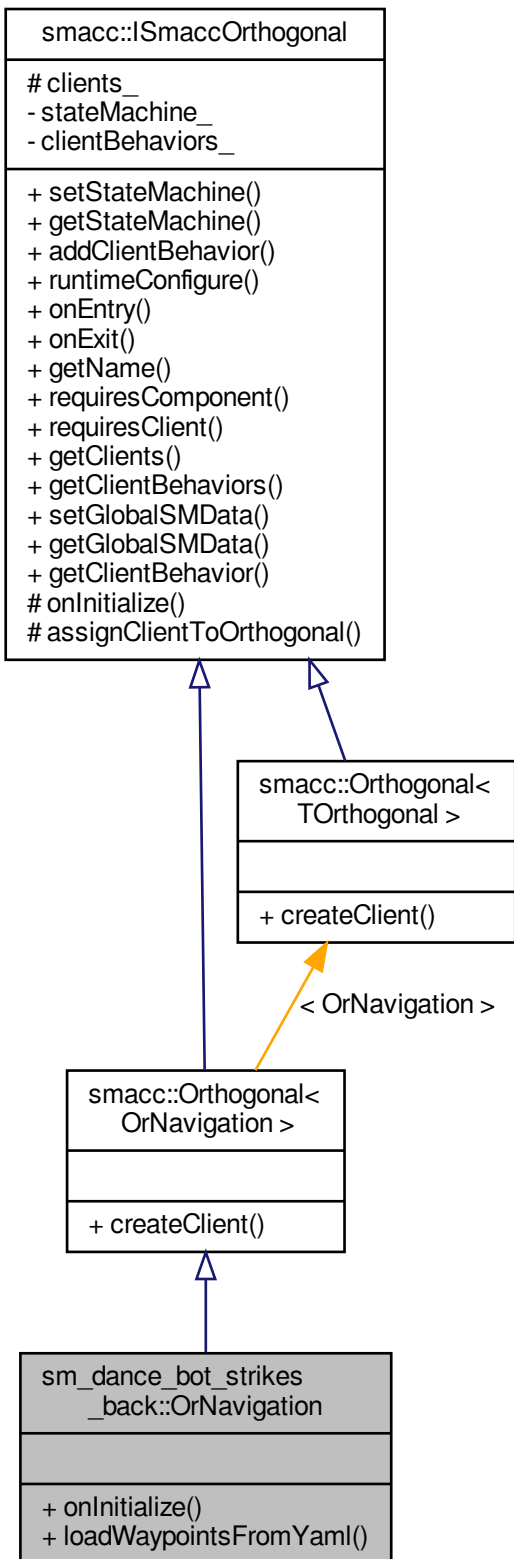 smacc::ISmaccOrthogonal
# clients_
- stateMachine_
- clientBehaviors_
+ setStateMachine()
+ getStateMachine()
+ addClientBehavior()
+ runtimeConfigure()
+ onEntry()
+ onExit()
+ getName()
+ requiresComponent()
+ requiresClient()
+ getClients()
+ getClientBehaviors()
+ setGlobalSMData()
+ getGlobalSMData()
+ getClientBehavior()
# onInitialize()
# assignClientToOrthogonal()
smacc::Orthogonal<
TOrthogonal >
+ createClient()
< OrNavigation >
smacc::Orthogonal<
OrNavigation >
+ createClient()
sm_dance_bot_strikes
_back::OrNavigation
+ onInitialize()
+ loadWaypointsFromYaml()